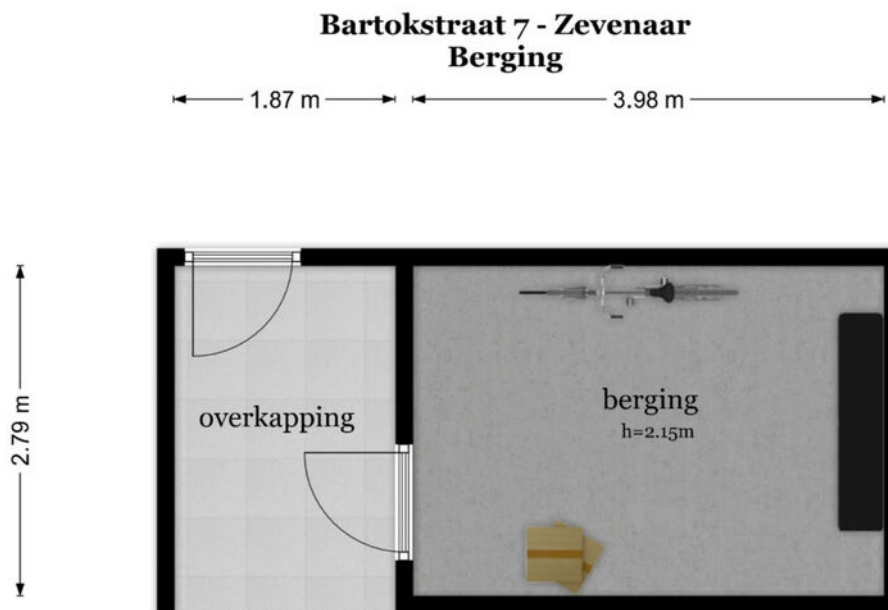 Bartokstraat 7 - Zevenaar
Berging
1.87 m
3.98 m
2.79 m
overkapping
berging
h=2.15m